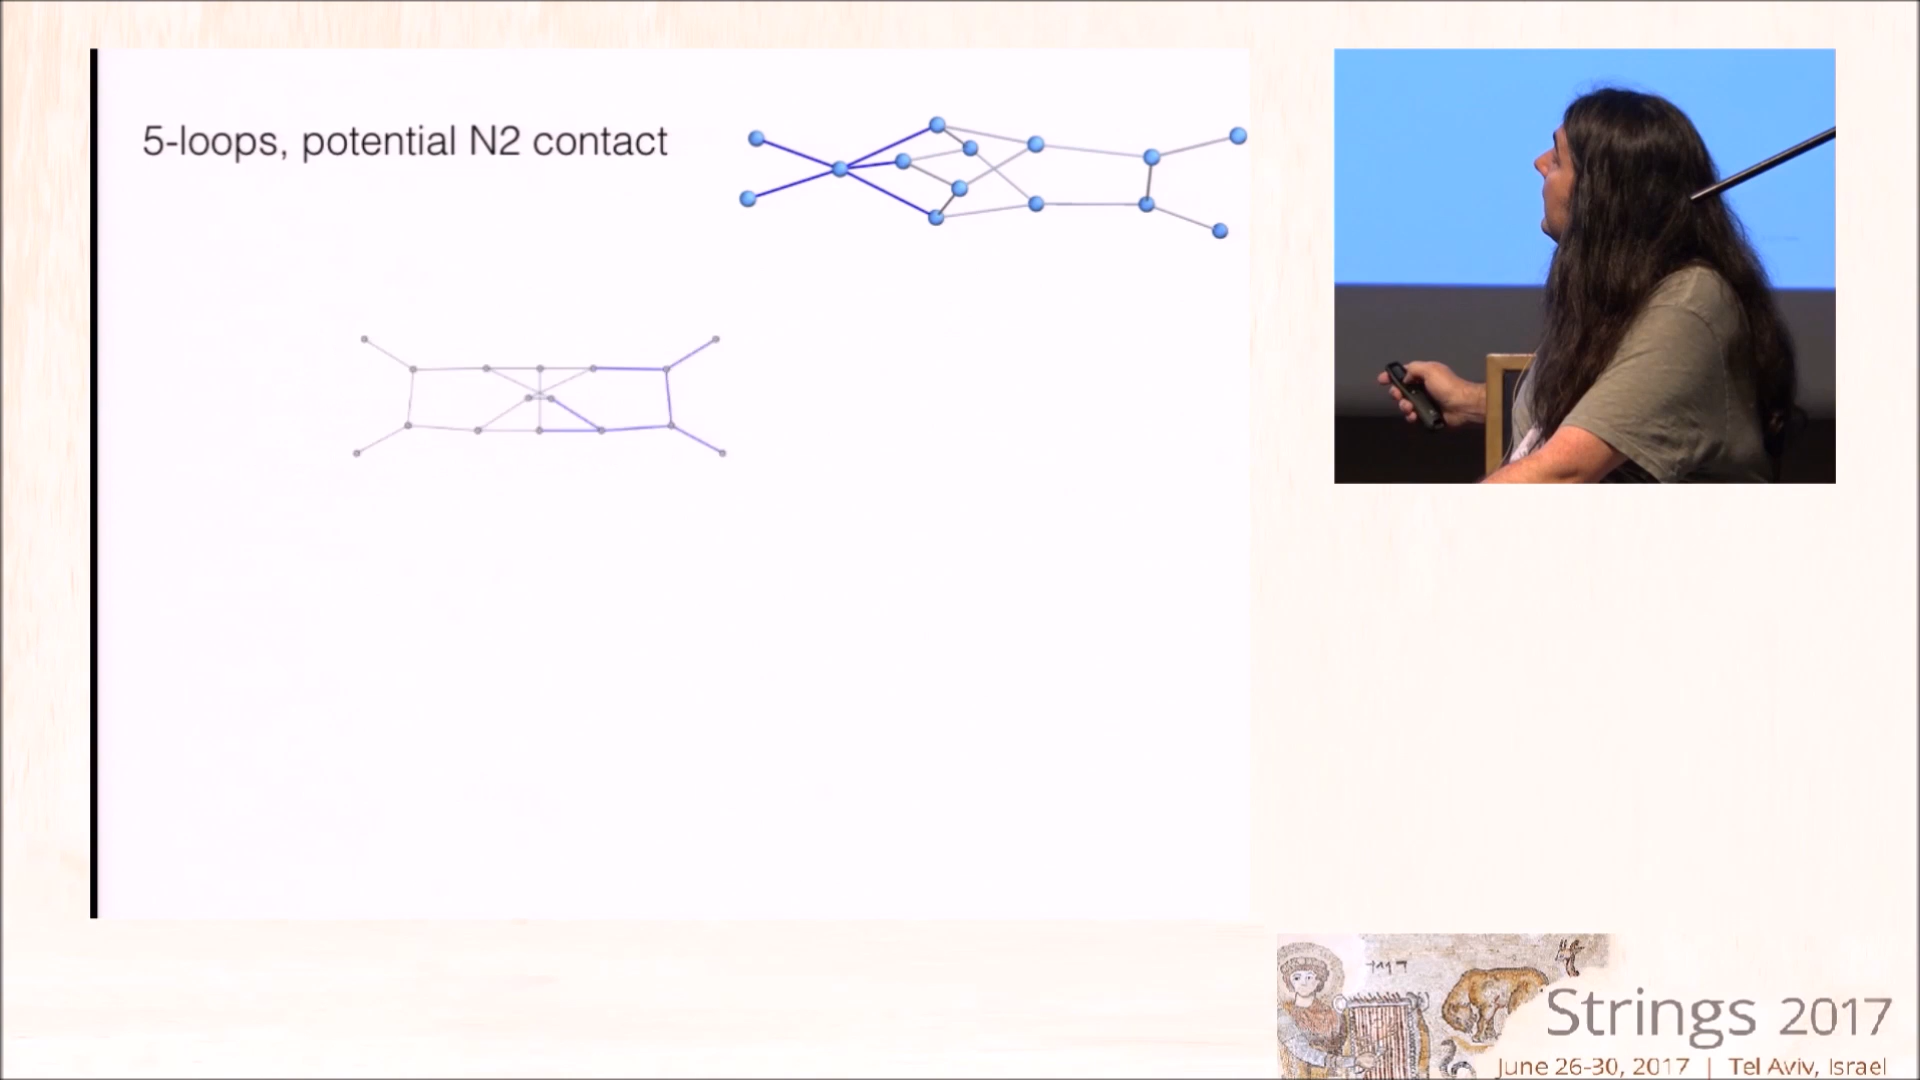 5-loops, potential N2 contact
Strings 2017
June 26-30, 2017 | Tel Aviv, Israel